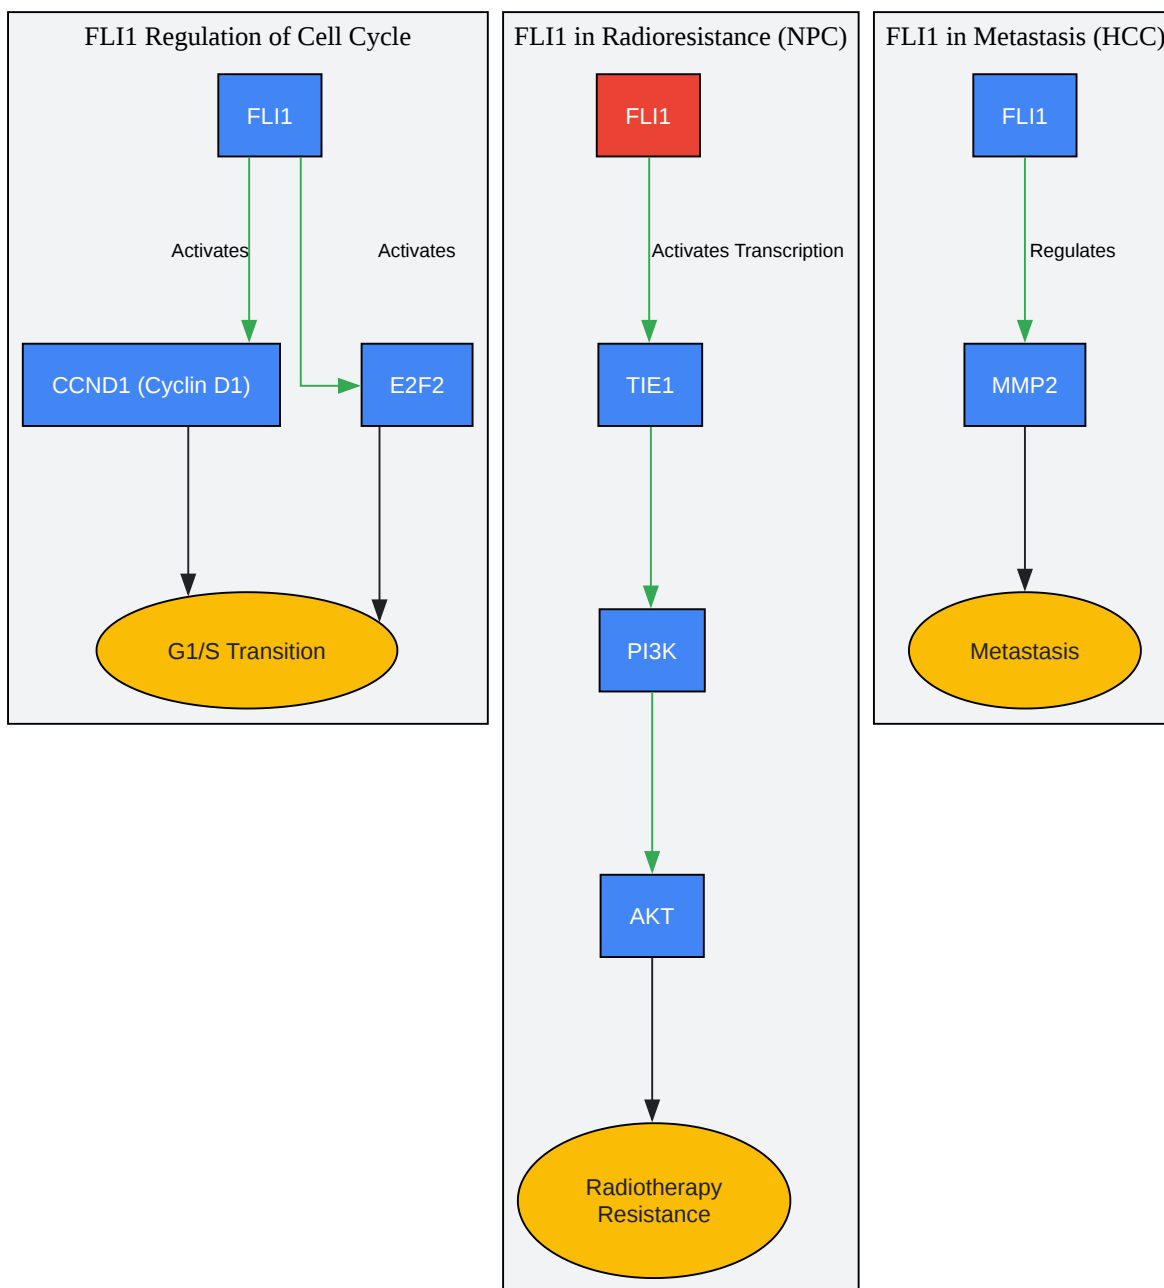 FLI1 Regulation of Cell Cycle
FLI1
Activates
Activates
CCND1 (Cyclin D1)
E2F2
G1/S Transition
FLI1 in Radioresistance (NPC)
FLI1
Activates Transcription
TIE1
PI3K
AKT
Radiotherapy
Resistance
FLI1 in Metastasis (HCC)
FLI1
Regulates
MMP2
Metastasis